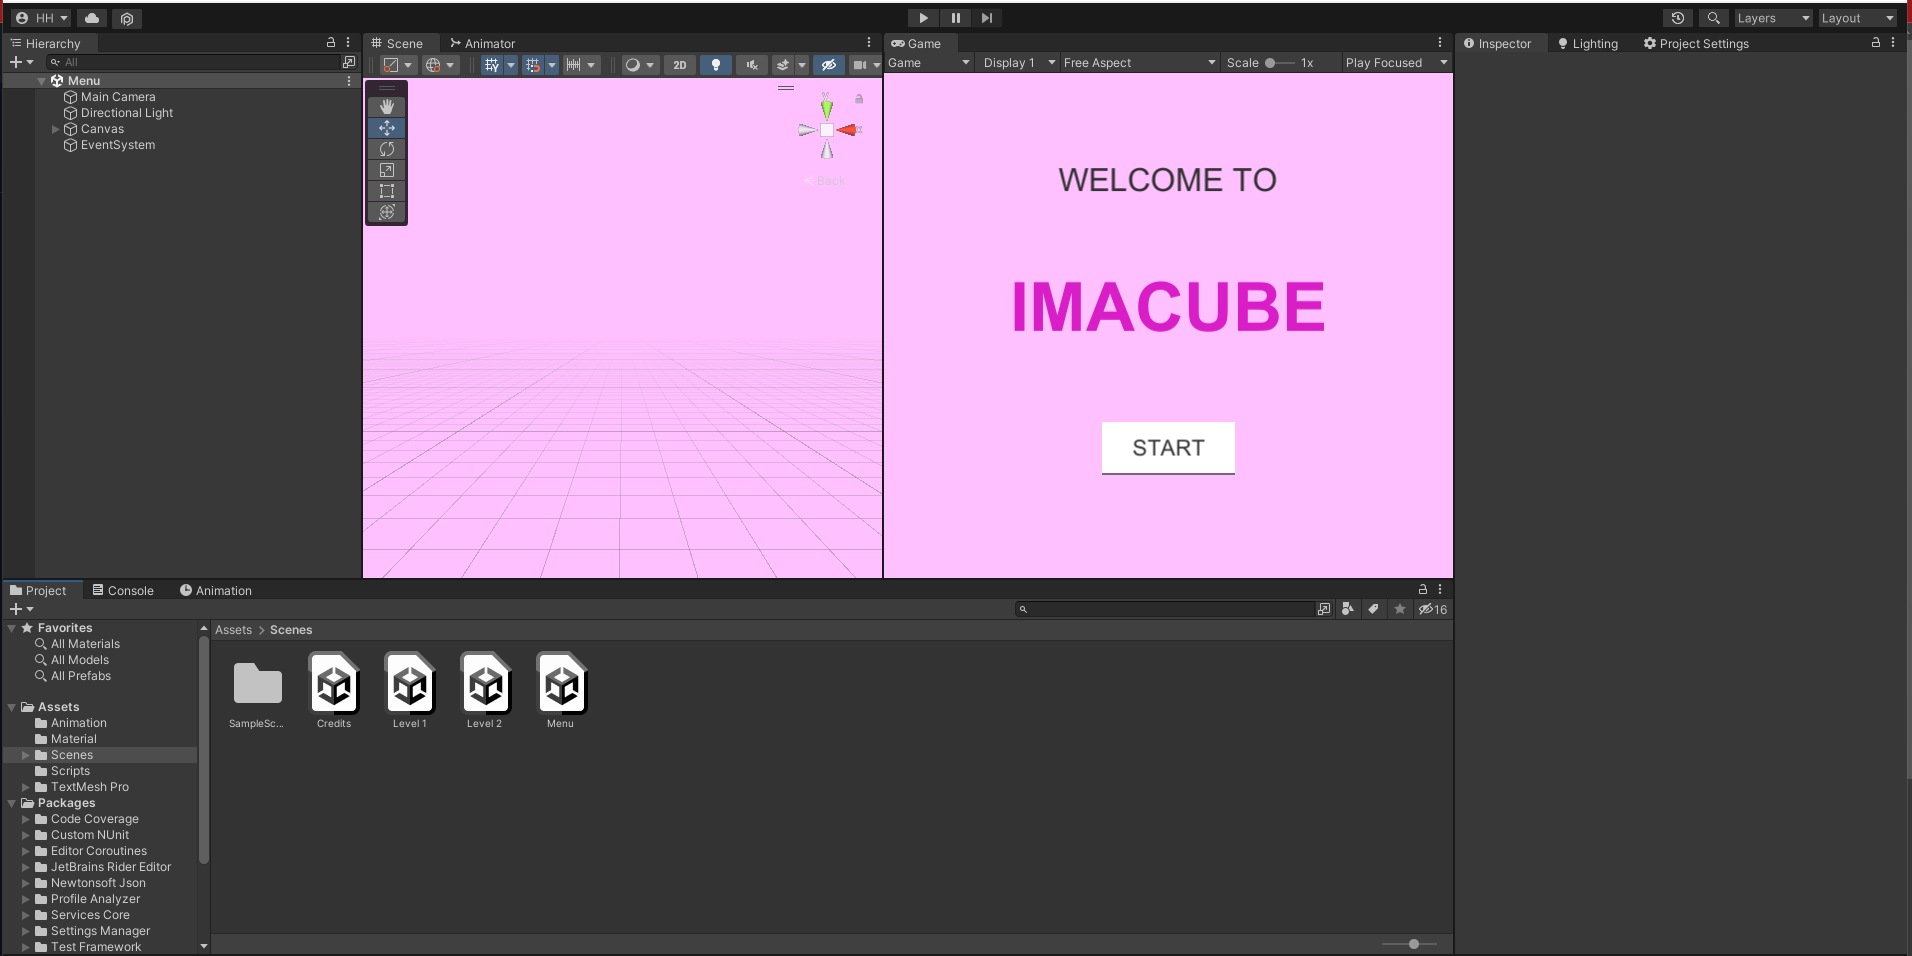 HH
Layers
Layout
Hierarchy
All
Menu
Main Camera
Directional Light
Canvas
EventSystem
Scene
Animator
2D
Y
X
< Back
Game
Game
Display 1
Free Aspect
Scale
1x
Play Focused
WELCOME TO
IMACUBE
START
Inspector
Lighting
Project Settings
Project
Console
Animation
16
Favorites
All Materials
All Models
All Prefabs
Assets
Animation
Material
Scenes
Scripts
TextMesh Pro
Packages
Code Coverage
Custom NUnit
Editor Coroutines
JetBrains Rider Editor
Newtonsoft Json
Profile Analyzer
Services Core
Settings Manager
Test Framework
Assets > Scenes
SampleSc...
Credits
Level 1
Level 2
Menu